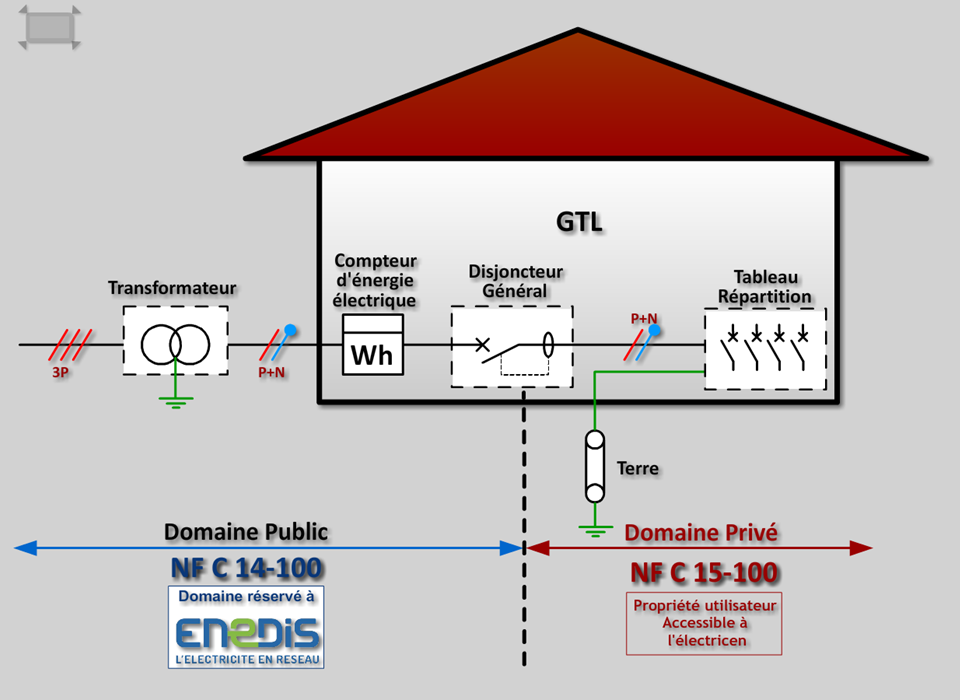 GTL
Compteur
d'énergie
électrique
Disjoncteur
Général
Tableau
Répartition
Transformateur
3P
P+N
Wh
P+N
Terre
Domaine Public
Domaine Privé
NF C 14-100
NF C 15-100
Domaine réservé à
ENEDIS
L'ELECTRICITE EN RESEAU
Propriété utilisateur
Accessible à
l'électricen